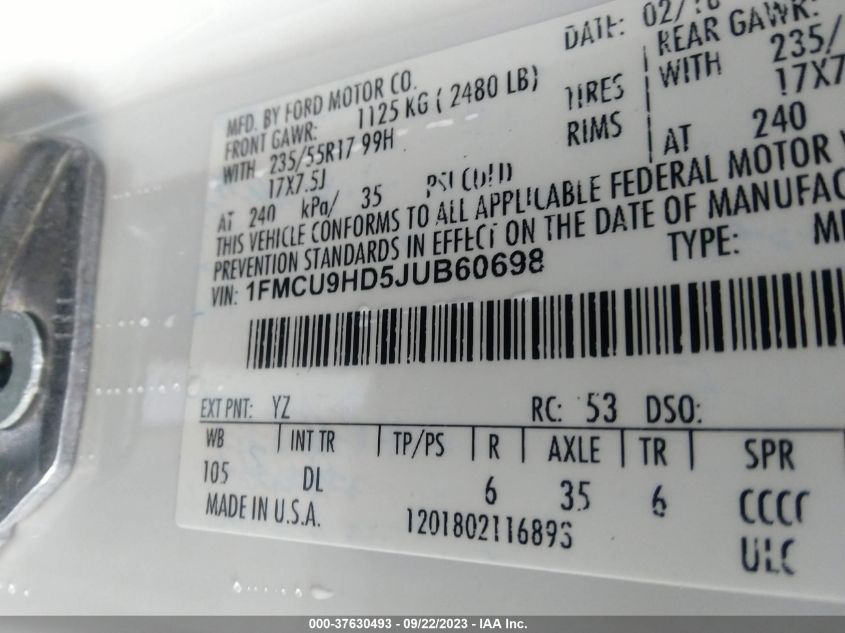 DATE: 02/18
MFD. BY FORD MOTOR CO.
FRONT GAWR: 1125 KG ( 2480 LB) REAR GAWR:
WITH 235/55R17 99H TIRES WITH 235/
17X7.5J RIMS 17X7
AT 240 kPa/ 35 PSI COLD AT 240
THIS VEHICLE CONFORMS TO ALL APPLICABLE FEDERAL MOTOR V
PREVENTION STANDARDS IN EFFECT ON THE DATE OF MANUFAC
VIN: 1FMCU9HD5JUB60698 TYPE: MP
EXT PNT: YZ RC: 53 DSO:
WB INT TR TP/PS R AXLE TR SPR
105 DL 6 35 6 CCCC
MADE IN U.S.A. 1201802116893 ULC
000-37630493 - 09/22/2023 - IAA Inc.